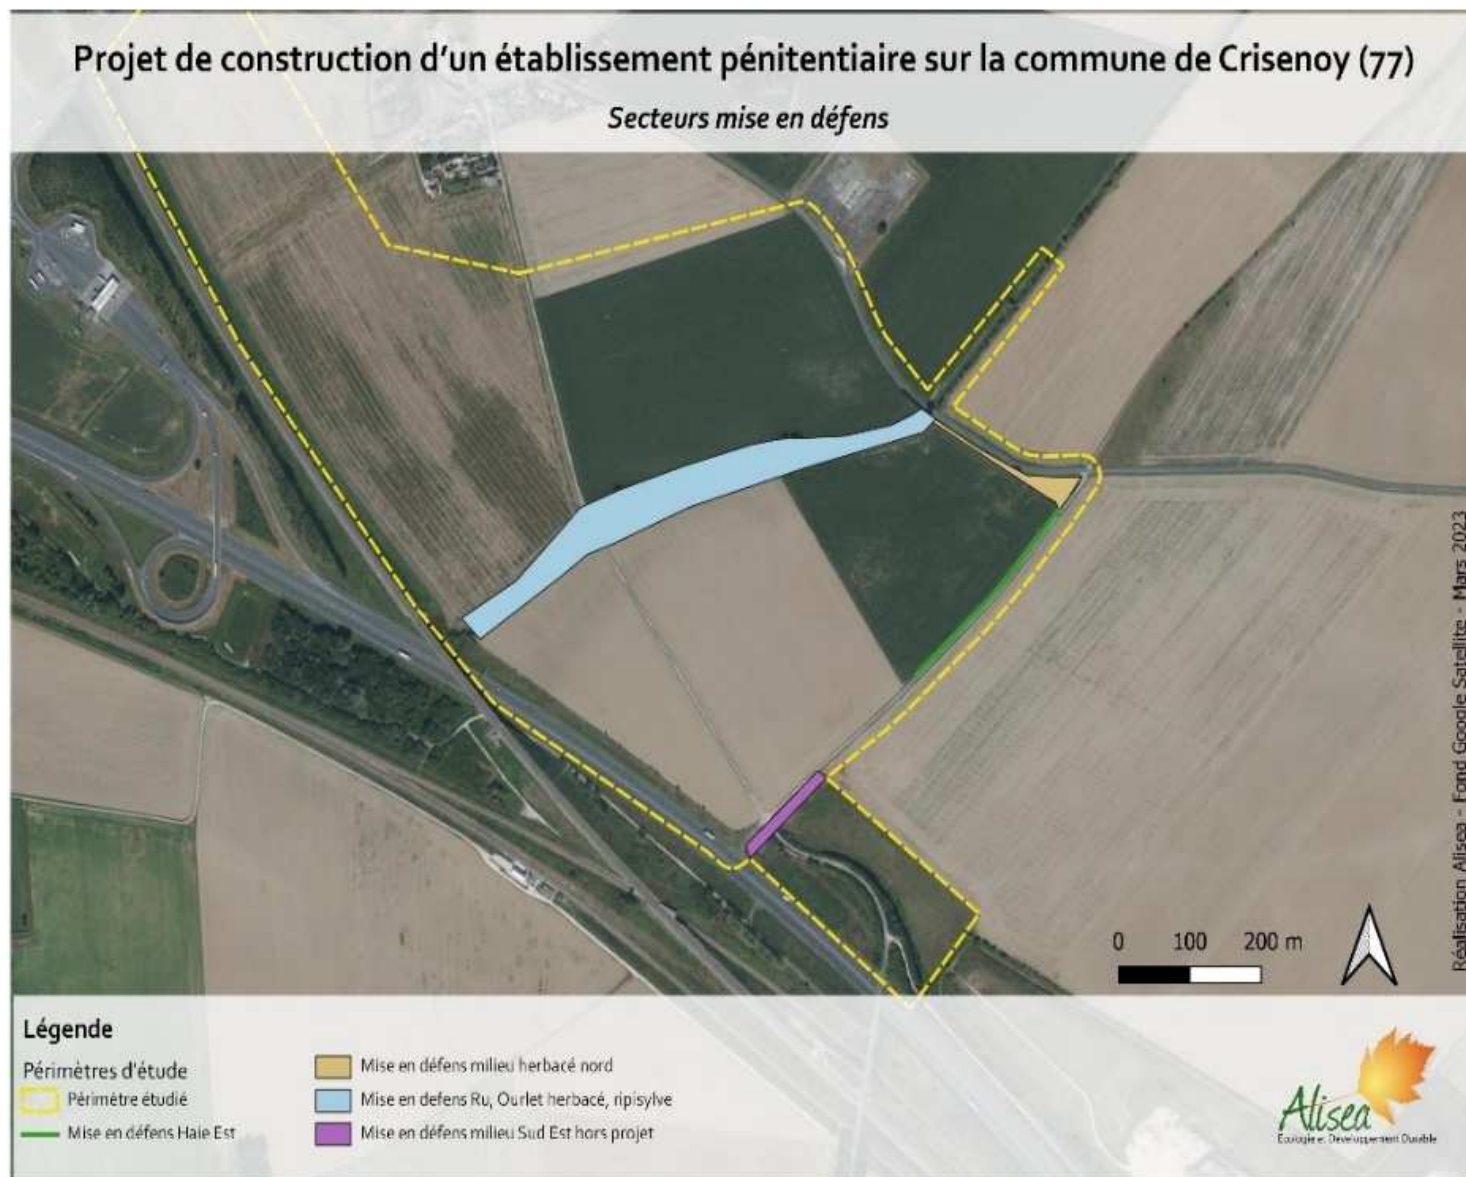 Projet de construction d'un établissement pénitentiaire sur la commune de Crisenoy (77)
Secteurs mise en défens
Réalisation Alisea - Fond Google Satellite - Mars 2023
0 100 200 m
Légende
Périmètres d'étude
Périmètre étudié
Mise en défens Haie Est
Mise en défens milieu herbacé nord
Mise en defens Ru, Ourlet herbacé, ripisylve
Mise en défens milieu Sud Est hors projet
Alisea
Ecologie et Developpement Durable